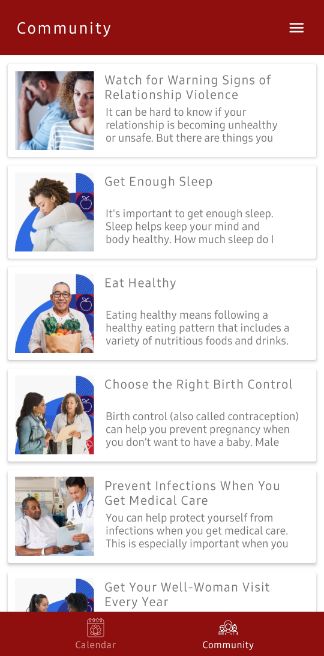 Community
Watch for Warning Signs of
Relationship Violence
It can be hard to know if your
relationship is becoming unhealthy
or unsafe. But there are things you
Get Enough Sleep
It's important to get enough sleep.
Sleep helps keep your mind and
body healthy. How much sleep do I
Eat Healthy
Eating healthy means following a
healthy eating pattern that includes a
variety of nutritious foods and drinks.
Choose the Right Birth Control
Birth control (also called contraception)
can help you prevent pregnancy when
you don't want to have a baby. Male
Prevent Infections When You
Get Medical Care
You can help protect yourself from
infections when you get medical care.
This is especially important when you
Get Your Well-Woman Visit
Every Year
Calendar
Community